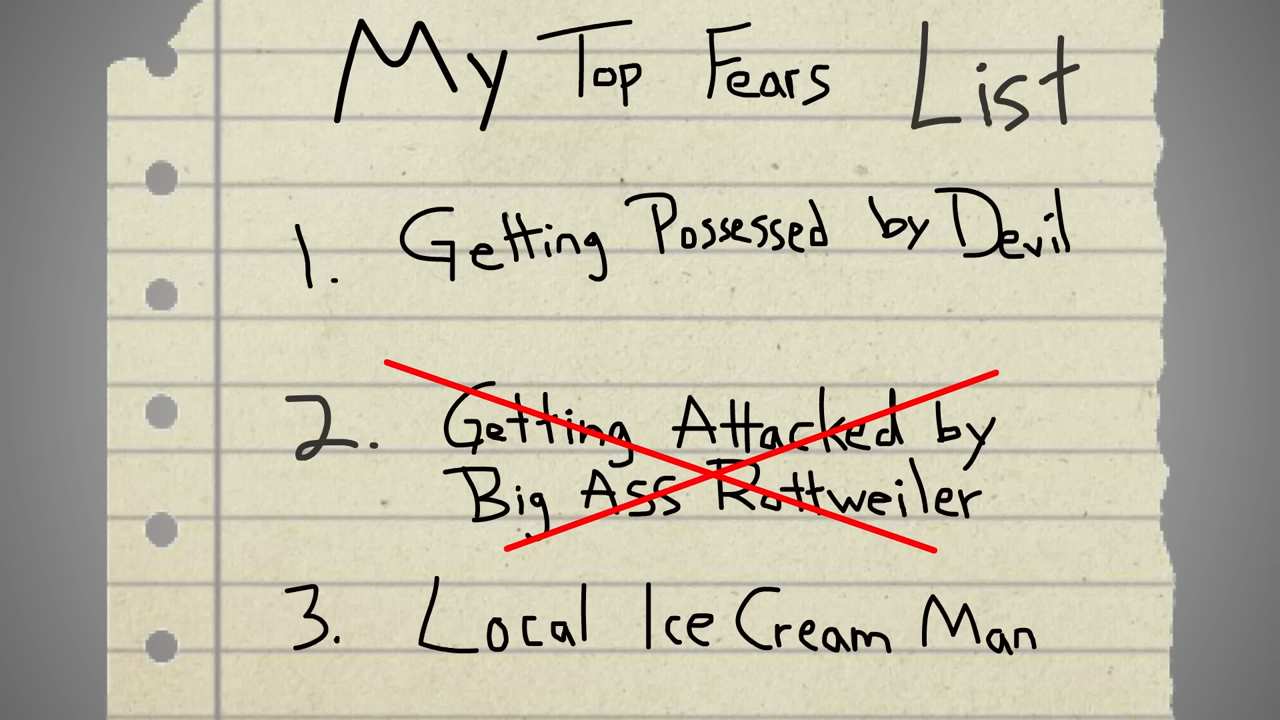 My Top Fears List
1. Getting Possessed by Devil
2. Getting Attacked by
Big Ass Rottweiler
3. Local Ice Cream Man